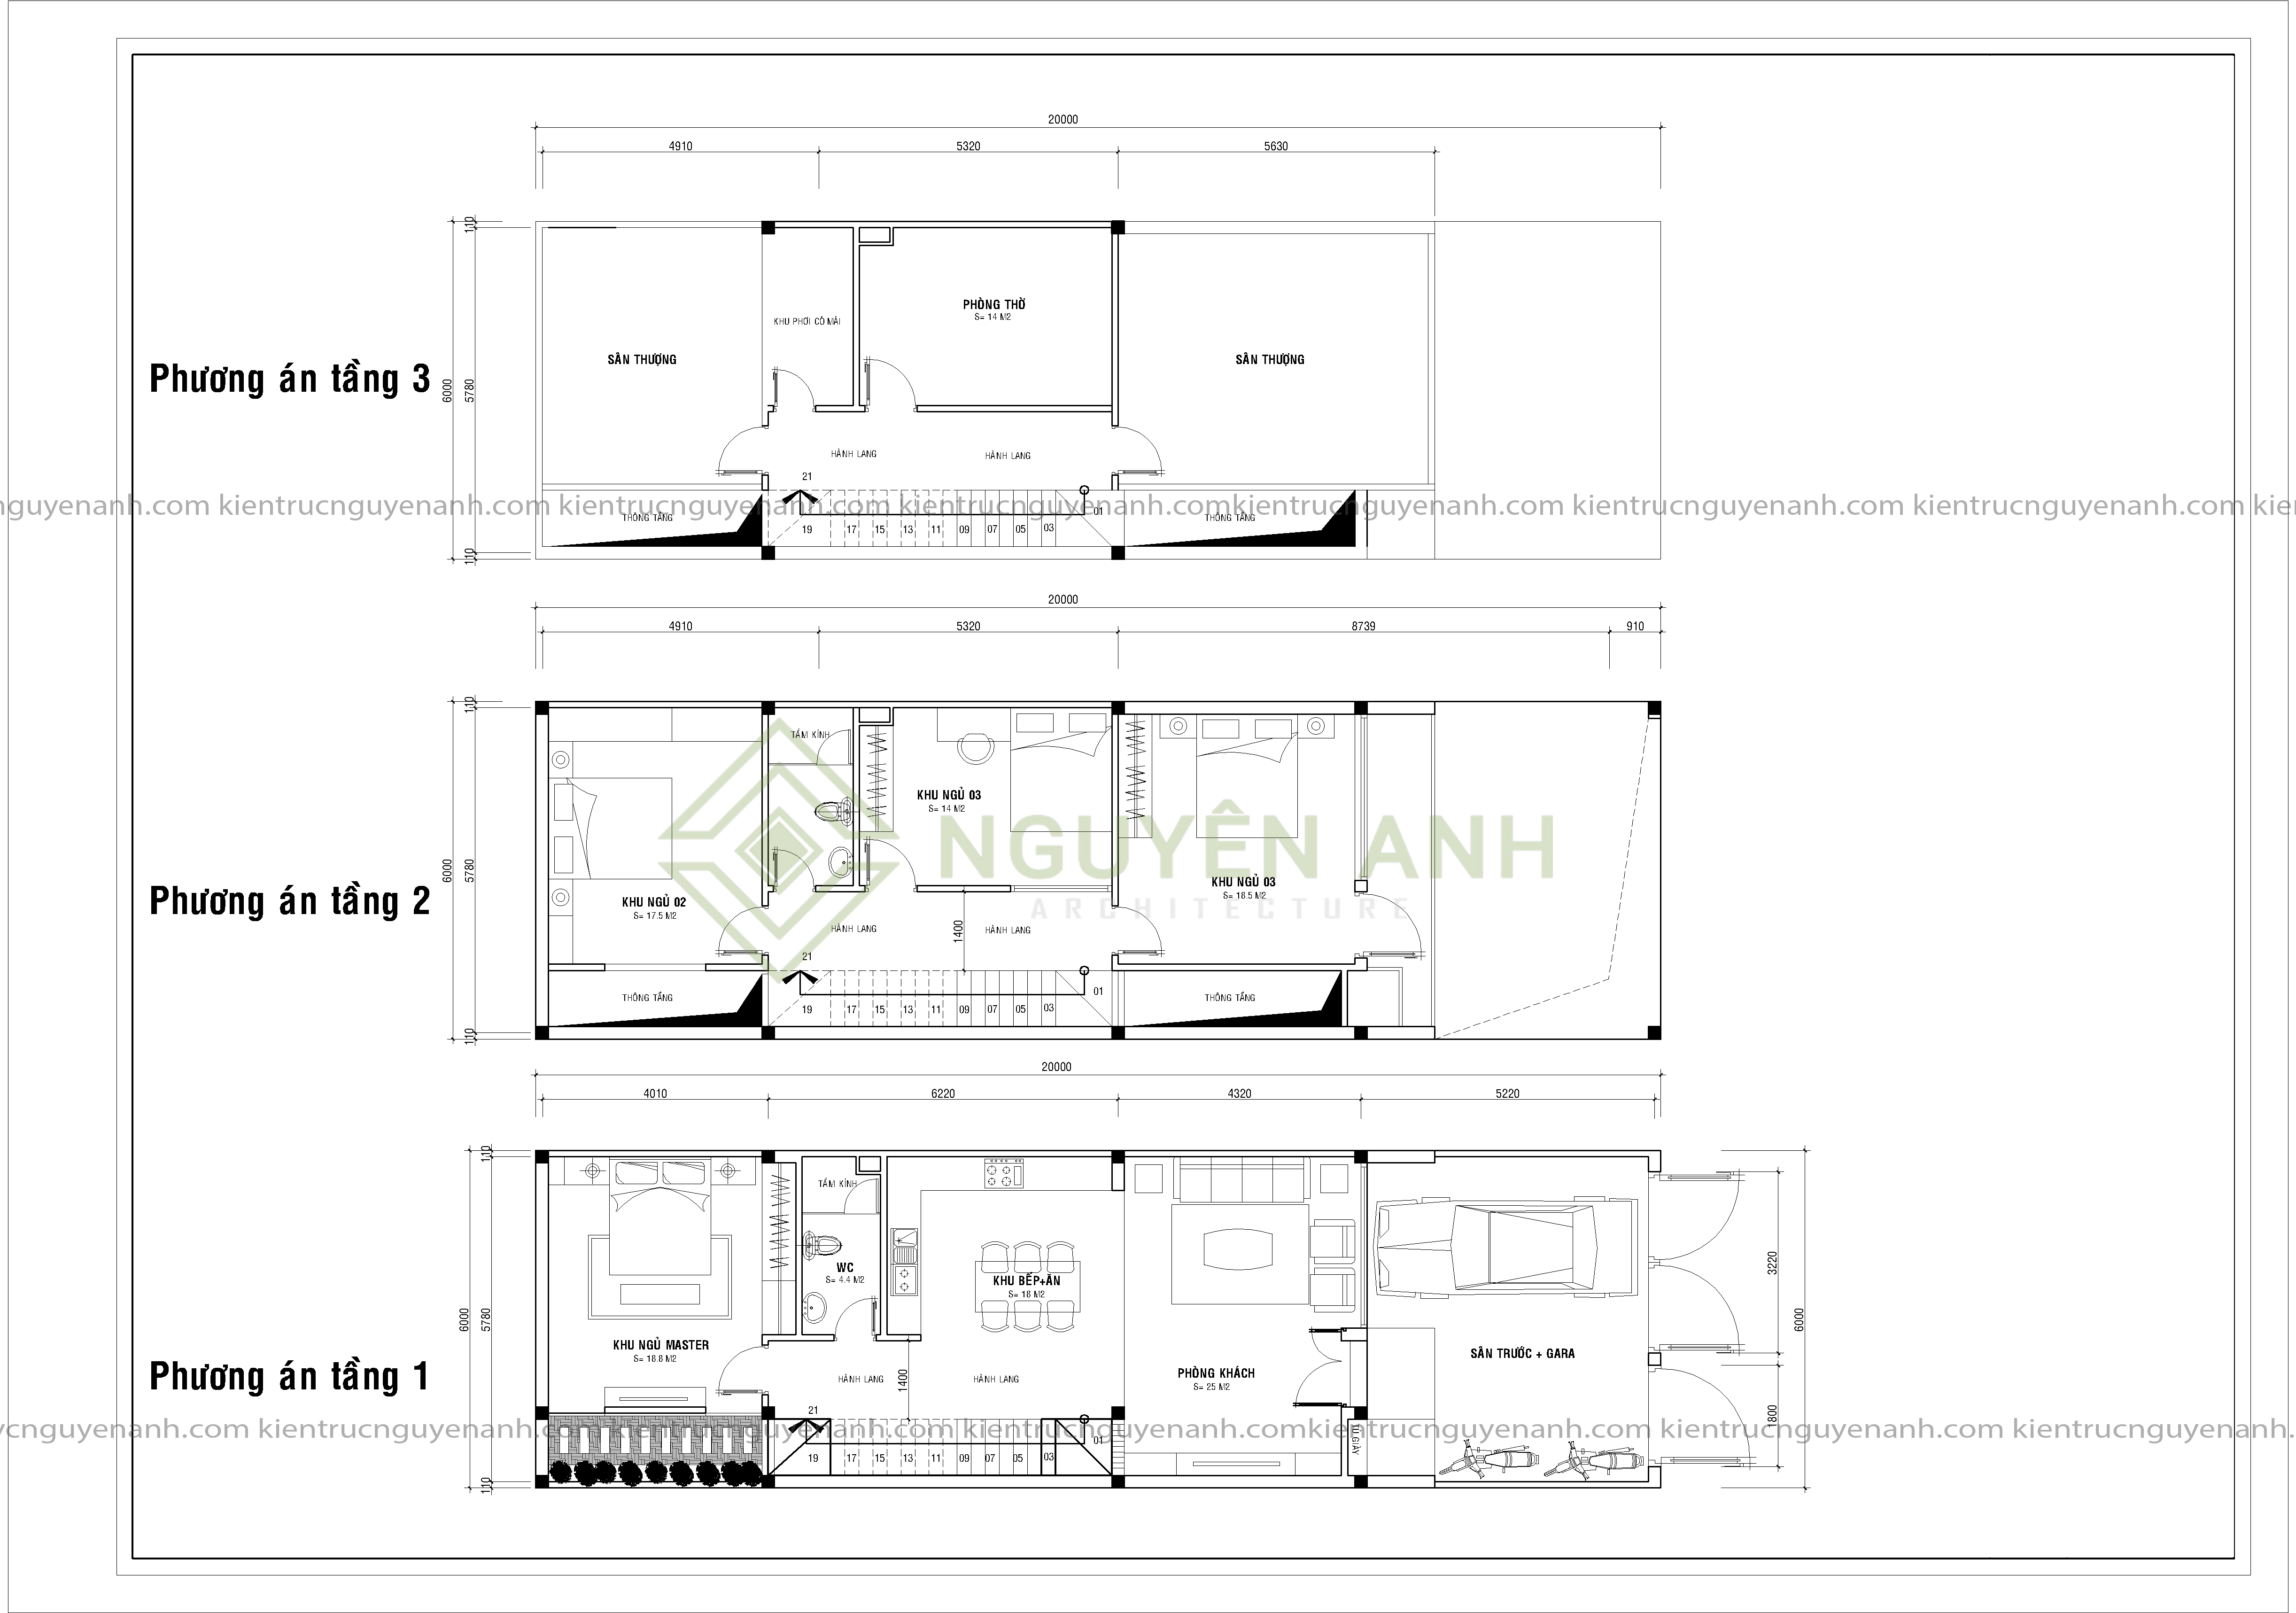 20000
4910 5320 5630
110
PHÒNG THỜ
S= 14 M2
KHU PHƠI CÓ MÁI
SÂN THƯỢNG
SÂN THƯỢNG
Phương án tầng 3
6000
5780
HÀNH LANG
HÀNH LANG
21
nguyenanh.com kientrucnguyenanh.com kientrucnguyenanh.com kientrucnguyenanh.comkientrucnguyenanh.com kientrucnguyenanh.com kientrucnguyenanh.com
THÔNG TẦNG
THÔNG TẦNG
01
19 17 15 13 11 09 07 05 03
110
20000
4910 5320 8739 910
110
TẤM KÍNH
KHU NGỦ 03
S= 14 M2
NGUYÊN ANH
ARCHITECTURE
KHU NGỦ 03
S= 18.5 M2
Phương án tầng 2
6000
5780
KHU NGỦ 02
S= 17.5 M2
HÀNH LANG
1400
HÀNH LANG
21
THÔNG TẦNG
THÔNG TẦNG
01
19 17 15 13 11 09 07 05 03
110
20000
4010 6220 4320 5220
110
TẤM KÍNH
WC
S= 4.4 M2
KHU BẾP+ĂN
S= 18 M2
3220
6000
6000
5780
KHU NGỦ MASTER
S= 18.8 M2
SÂN TRƯỚC + GARA
Phương án tầng 1
PHÒNG KHÁCH
S= 25 M2
HÀNH LANG
1400
HÀNH LANG
21
1800
cnguyenanh.com kientrucnguyenanh.com kientrucnguyenanh.com kientrucnguyenanh.comkientrucnguyenanh.com kientrucnguyenanh.com kientrucnguyenanh.
TỦ GIÀY
01
19 17 15 13 11 09 07 05 03
110